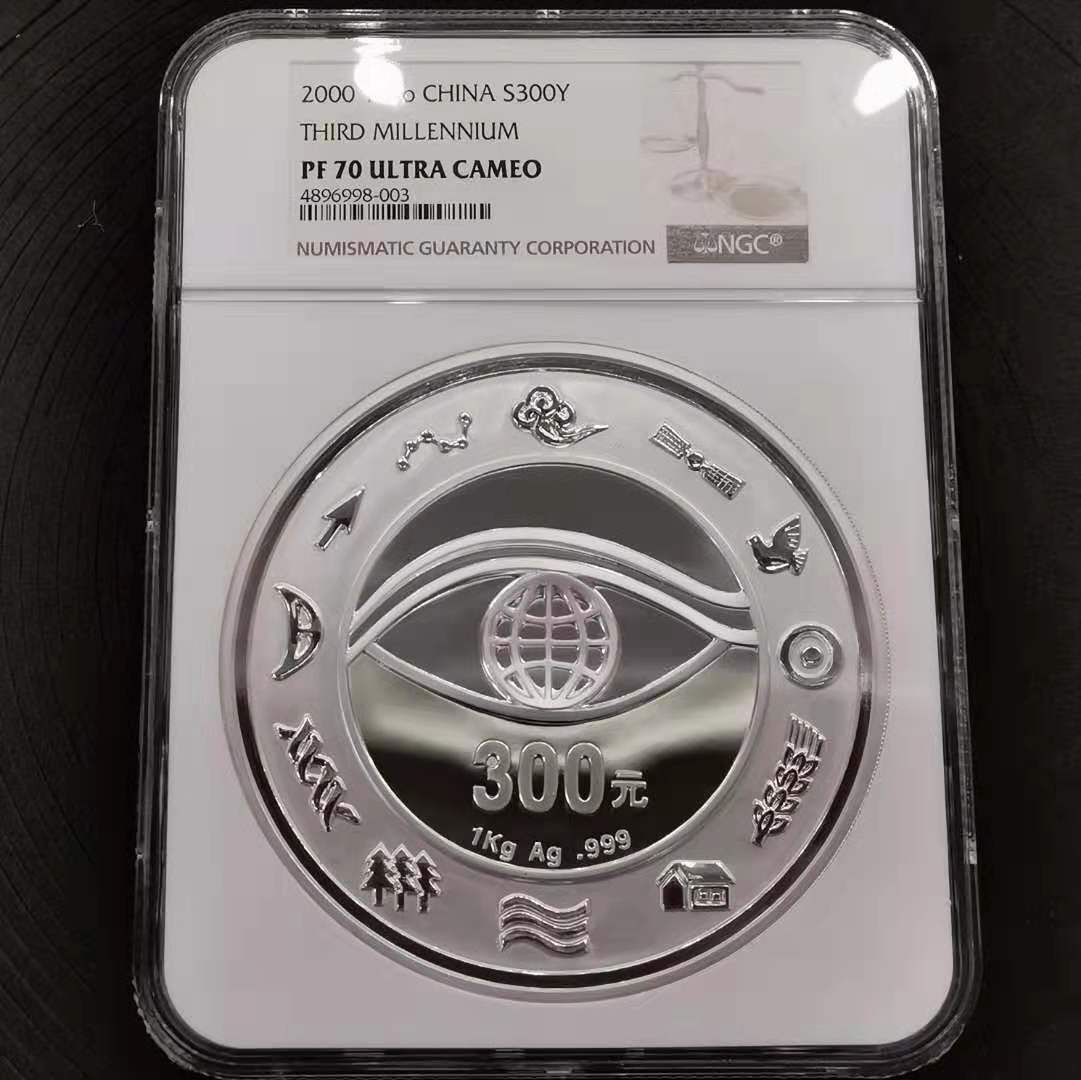 2000 CHINA S300Y
THIRD MILLENNIUM
PF 70 ULTRA CAMEO
4896998-003
NUMISMATIC GUARANTY CORPORATION
NGC®
300元
1Kg Ag .999